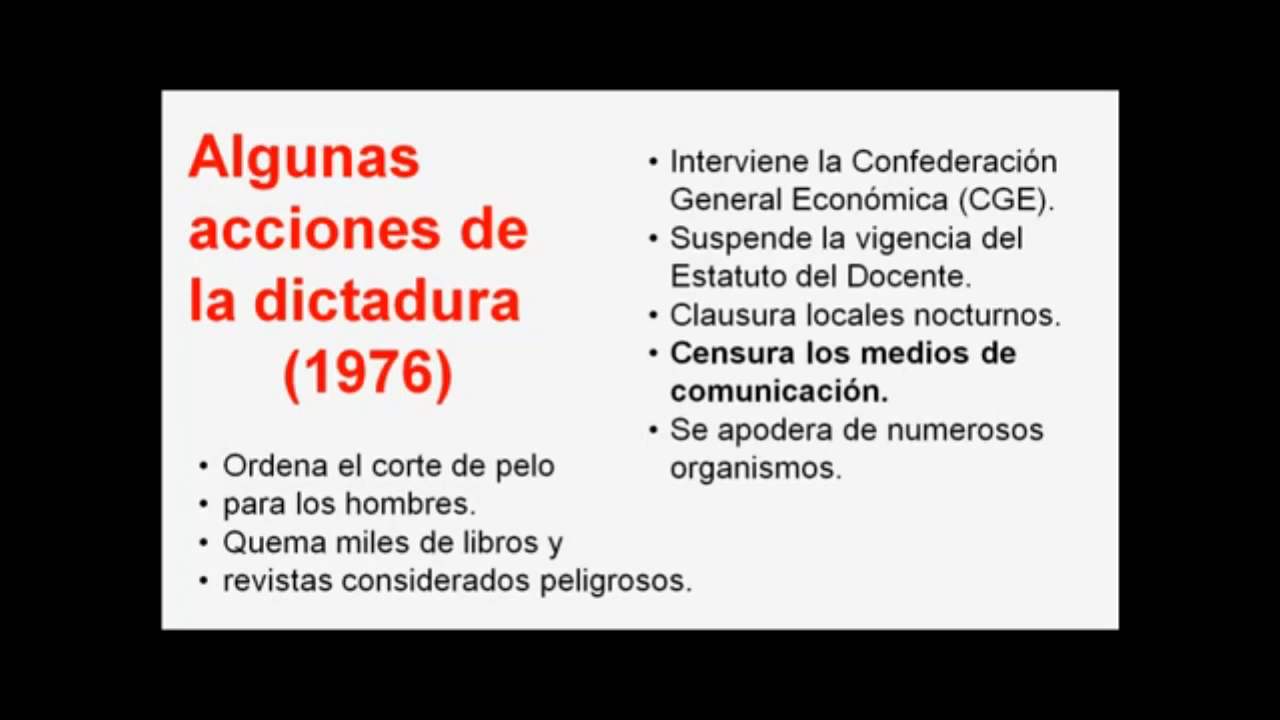 Algunas
acciones de
la dictadura
(1976)
• Ordena el corte de pelo
• para los hombres.
• Quema miles de libros y
• revistas considerados peligrosos.
• Interviene la Confederación
General Económica (CGE).
• Suspende la vigencia del
Estatuto del Docente.
• Clausura locales nocturnos.
• Censura los medios de
comunicación.
• Se apodera de numerosos
organismos.